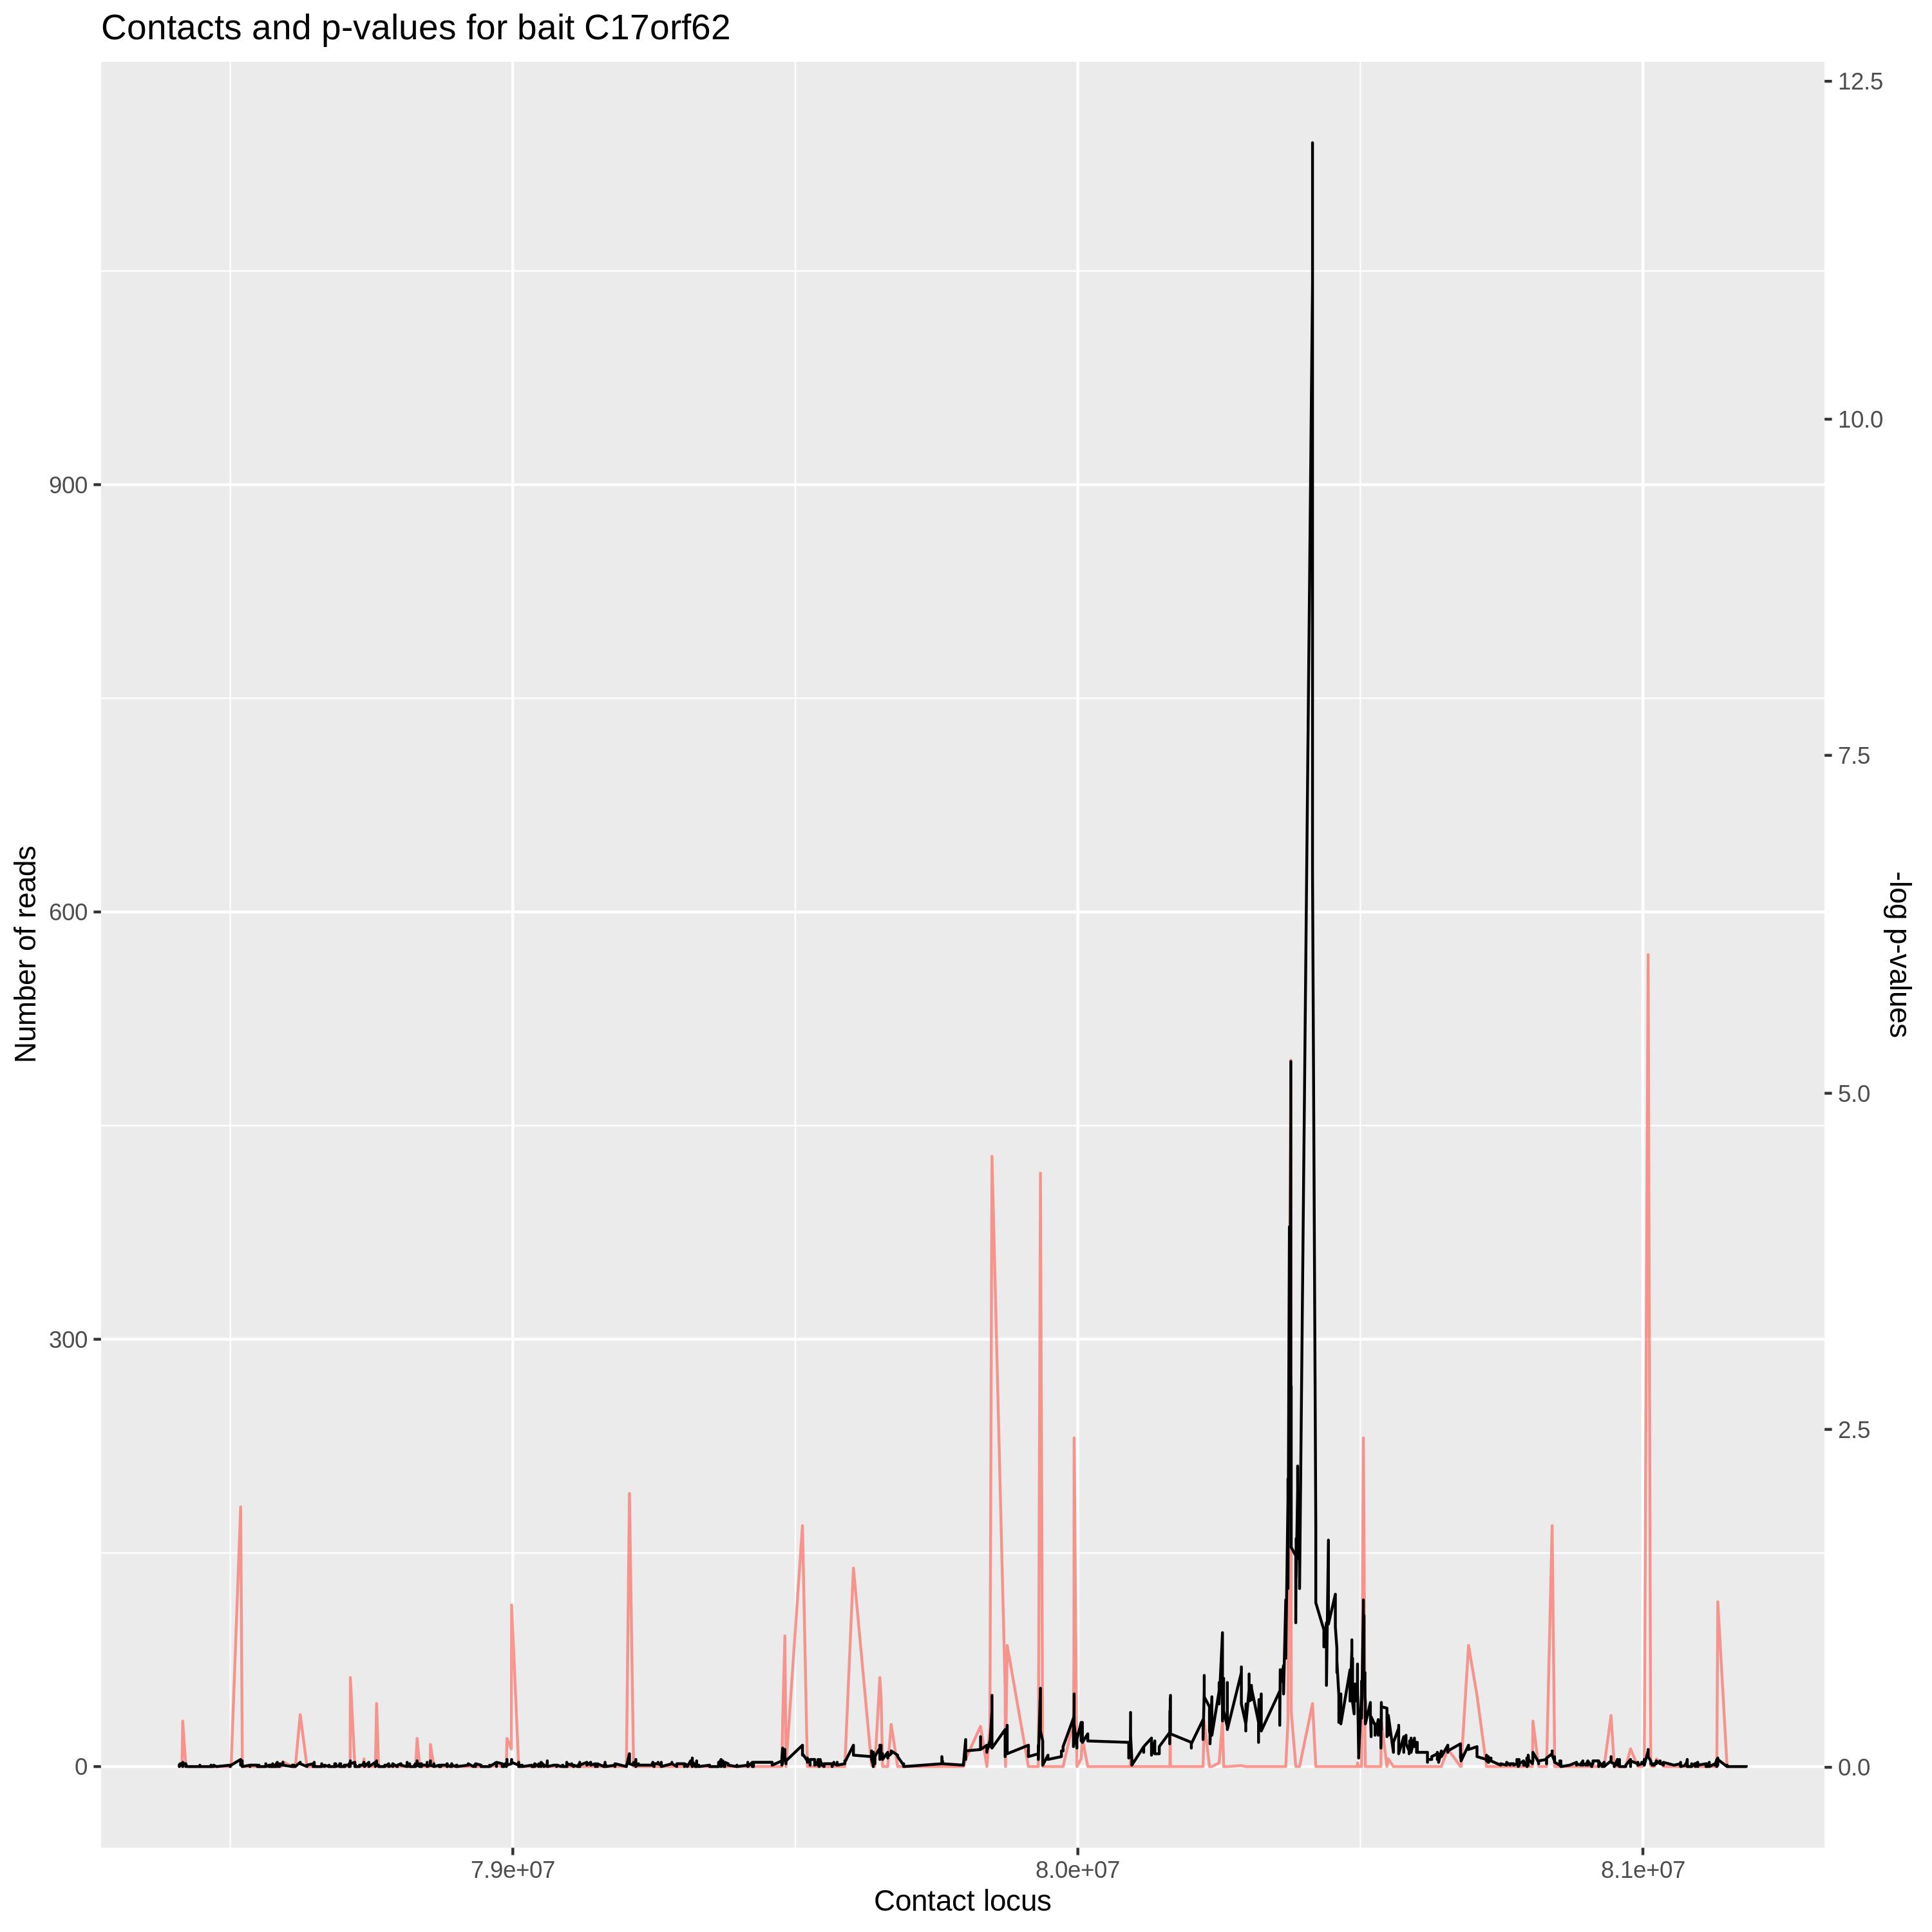 Contacts and p-values for bait C17orf62
12.5
10.0
900
7.5
Number of reads
600
-log p-values
5.0
300
2.5
0
0.0
7.9e+07
8.0e+07
8.1e+07
Contact locus